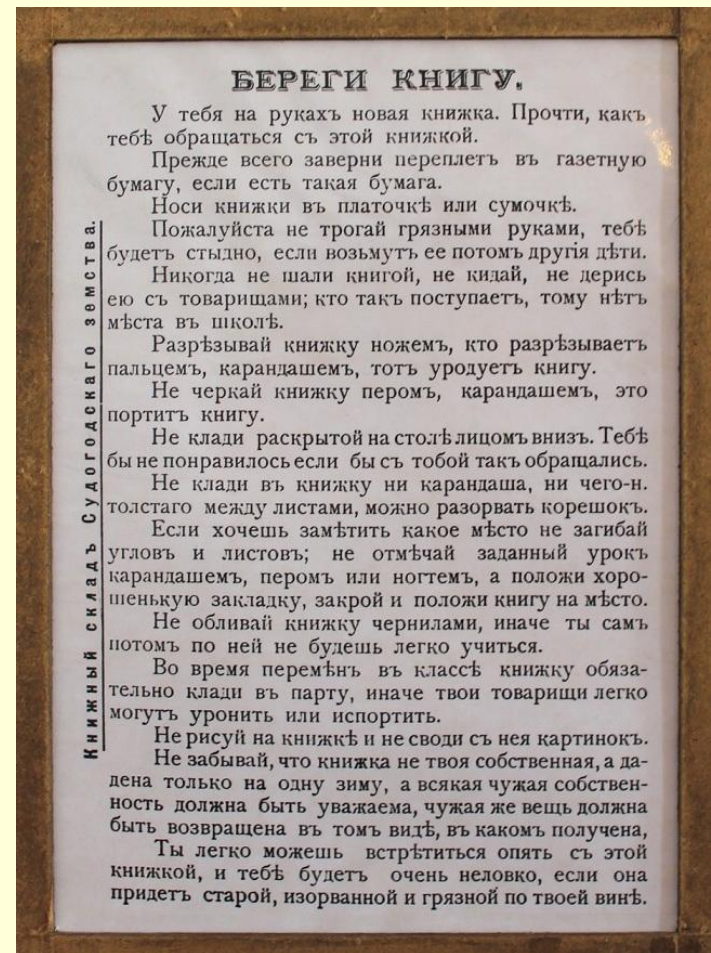 БЕРЕГИ КНИГУ.
У тебя на рукахъ новая книжка. Прочти, какъ
тебѣ обращаться съ этой книжкой.
Прежде всего заверни переплетъ въ газетную
бумагу, если есть такая бумага.
Носи книжки въ платочкѣ или сумочкѣ.
Пожалуйста не трогай грязными руками, тебѣ
будетъ стыдно, если возьмутъ ее потомъ другія дѣти.
Никогда не шали книгой, не кидай, не дерись
ею съ товарищами; кто такъ поступаетъ, тому нѣтъ
мѣста въ школѣ.
Разрѣзывай книжку ножемъ, кто разрѣзываетъ
пальцемъ, карандашемъ, тотъ уродуетъ книгу.
Не черкай книжку перомъ, карандашемъ, это
портитъ книгу.
Не клади раскрытой на столѣ лицомъ внизъ. Тебѣ
бы не понравилось если бы съ тобой такъ обращались.
Не клади въ книжку ни карандаша, ни чего-н.
толстаго между листами, можно разорвать корешокъ.
Если хочешь замѣтить какое мѣсто не загибай
угловъ и листовъ; не отмѣчай заданный урокъ
карандашемъ, перомъ или ногтемъ, а положи хоро-
шенькую закладку, закрой и положи книгу на мѣсто.
Не обливай книжку чернилами, иначе ты самъ
потомъ по ней не будешь легко учиться.
Во время перемѣнъ въ классѣ книжку обяза-
тельно клади въ парту, иначе твои товарищи легко
могутъ уронить или испортить.
Не рисуй на книжкѣ и не своди съ нея картинокъ.
Не забывай, что книжка не твоя собственная, а да-
дена только на одну зиму, а всякая чужая собствен-
ность должна быть уважаема, чужая же вещь должна
быть возвращена въ томъ видѣ, въ какомъ получена,
Ты легко можешь встрѣтиться опять съ этой
книжкой, и тебѣ будетъ очень неловко, если она
придетъ старой, изорванной и грязной по твоей винѣ.
Книжный складъ Судогодскаго земства.